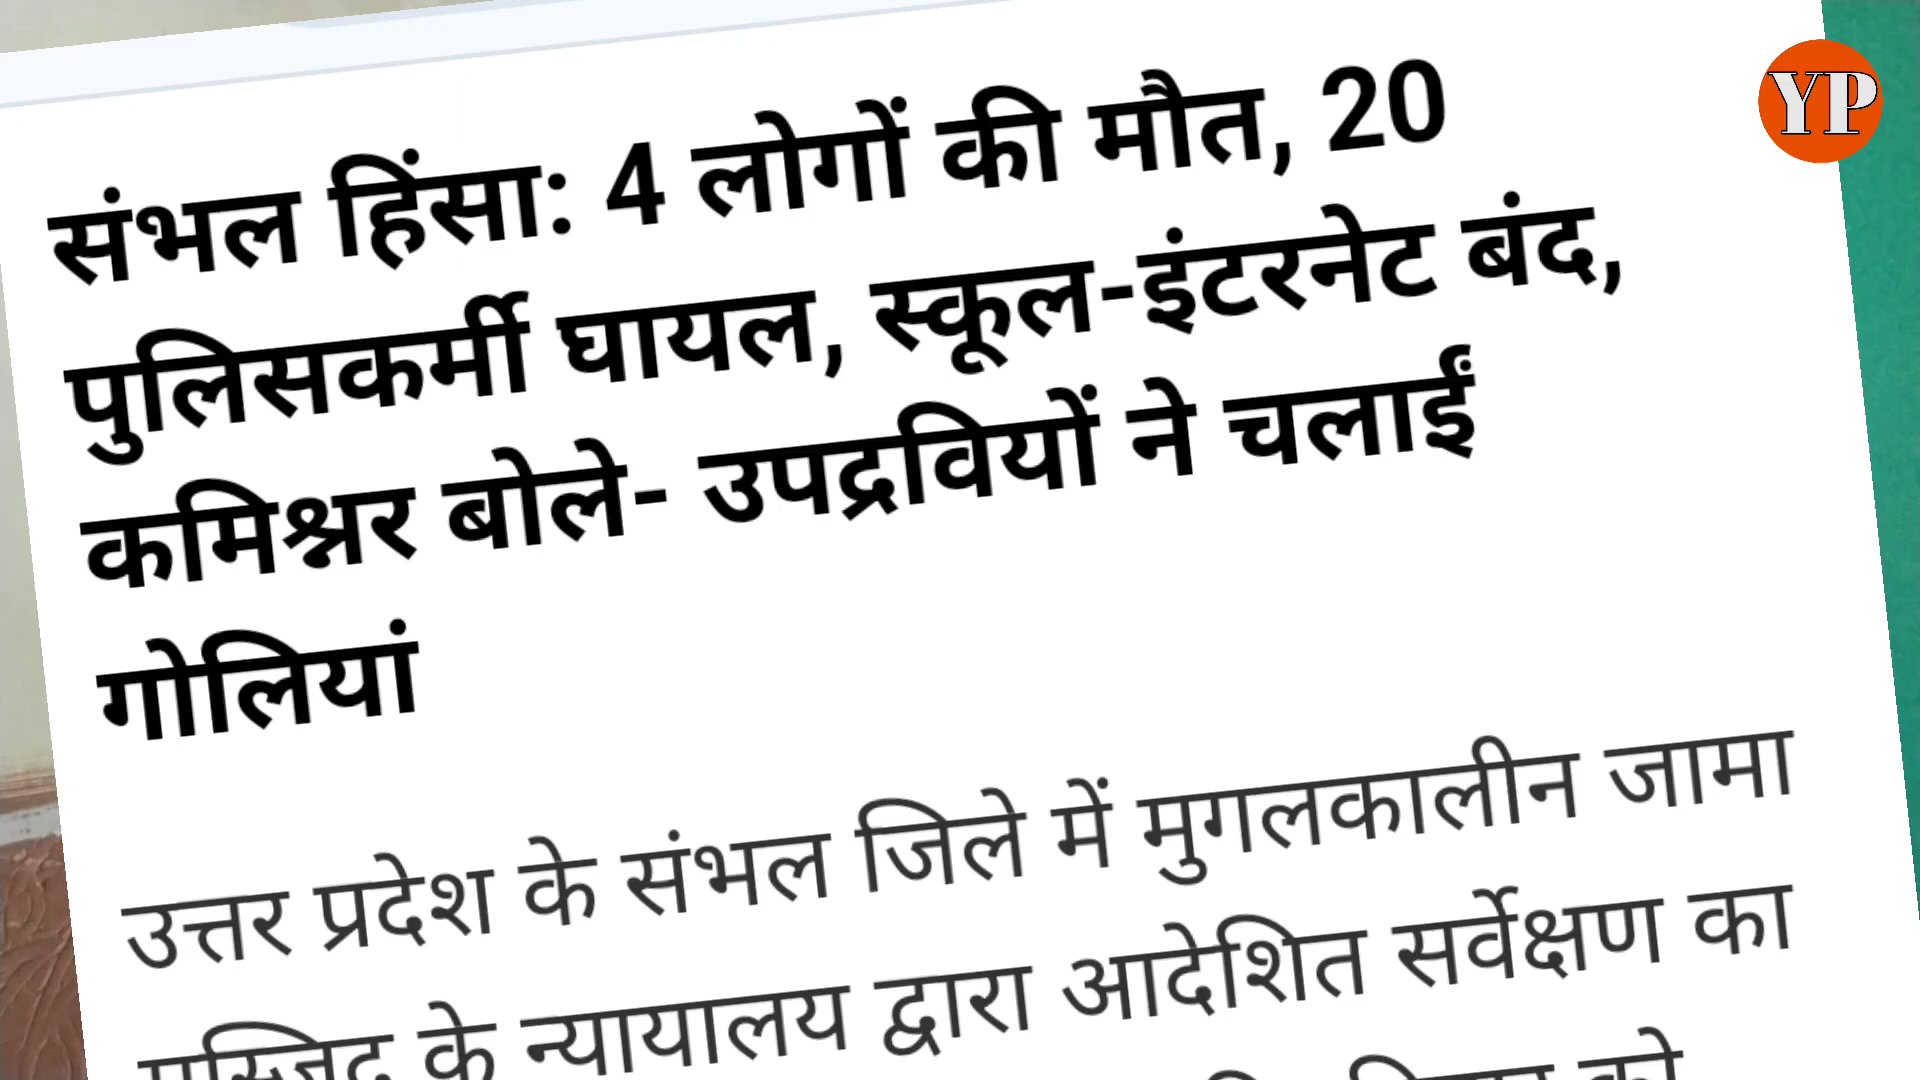 YP
संभल हिंसा: 4 लोगों की मौत, 20
पुलिसकर्मी घायल, स्कूल-इंटरनेट बंद,
कमिश्नर बोले- उपद्रवियों ने चलाईं
गोलियां
उत्तर प्रदेश के संभल जिले में मुगलकालीन जामा
मस्जिद के न्यायालय द्वारा आदेशित सर्वेक्षण का